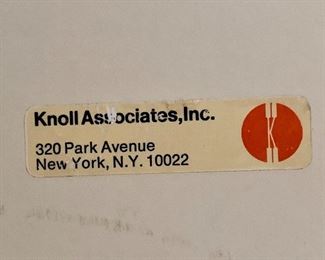 Knoll Associates, Inc.
320 Park Avenue
New York, N.Y. 10022
K